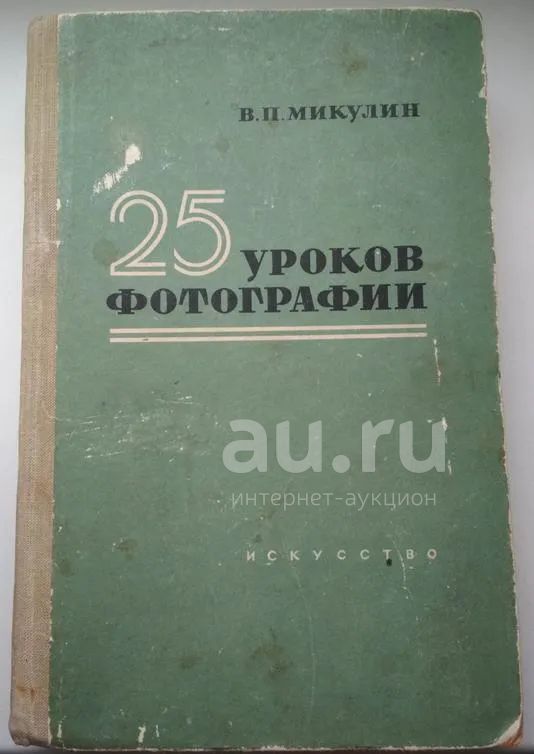 В.П.МИКУЛИН
25 УРОКОВ
ФОТОГРАФИИ
au.ru
интернет-аукцион
ИСКУССТВО